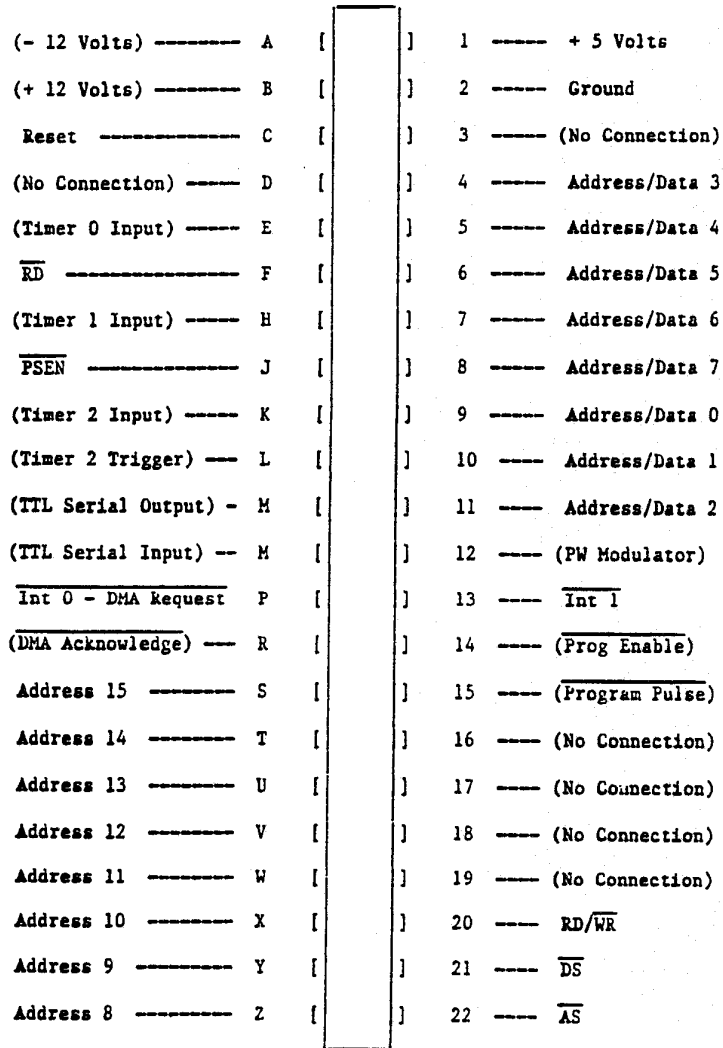 (- 12 Volts) -------- A [ ] 1 ----- + 5 Volts
(+ 12 Volts) -------- B [ ] 2 ----- Ground
Reset ------------- C [ ] 3 ----- (No Connection)
(No Connection) ----- D [ ] 4 ----- Address/Data 3
(Timer 0 Input) ----- E [ ] 5 ----- Address/Data 4
RD ---------------- F [ ] 6 ----- Address/Data 5
(Timer 1 Input) ----- H [ ] 7 ----- Address/Data 6
PSEN -------------- J [ ] 8 ----- Address/Data 7
(Timer 2 Input) ----- K [ ] 9 ----- Address/Data 0
(Timer 2 Trigger) --- L [ ] 10 ---- Address/Data 1
(TTL Serial Output) - M [ ] 11 ---- Address/Data 2
(TTL Serial Input) -- M [ ] 12 ---- (PW Modulator)
Int 0 - DMA Request P [ ] 13 ---- Int 1
(DMA Acknowledge) --- R [ ] 14 ---- (Prog Enable)
Address 15 -------- S [ ] 15 ---- (Program Pulse)
Address 14 -------- T [ ] 16 ---- (No Connection)
Address 13 -------- U [ ] 17 ---- (No Connection)
Address 12 -------- V [ ] 18 ---- (No Connection)
Address 11 -------- W [ ] 19 ---- (No Connection)
Address 10 -------- X [ ] 20 ---- RD/WR
Address 9 --------- Y [ ] 21 ---- DS
Address 8 --------- Z [ ] 22 ---- AS